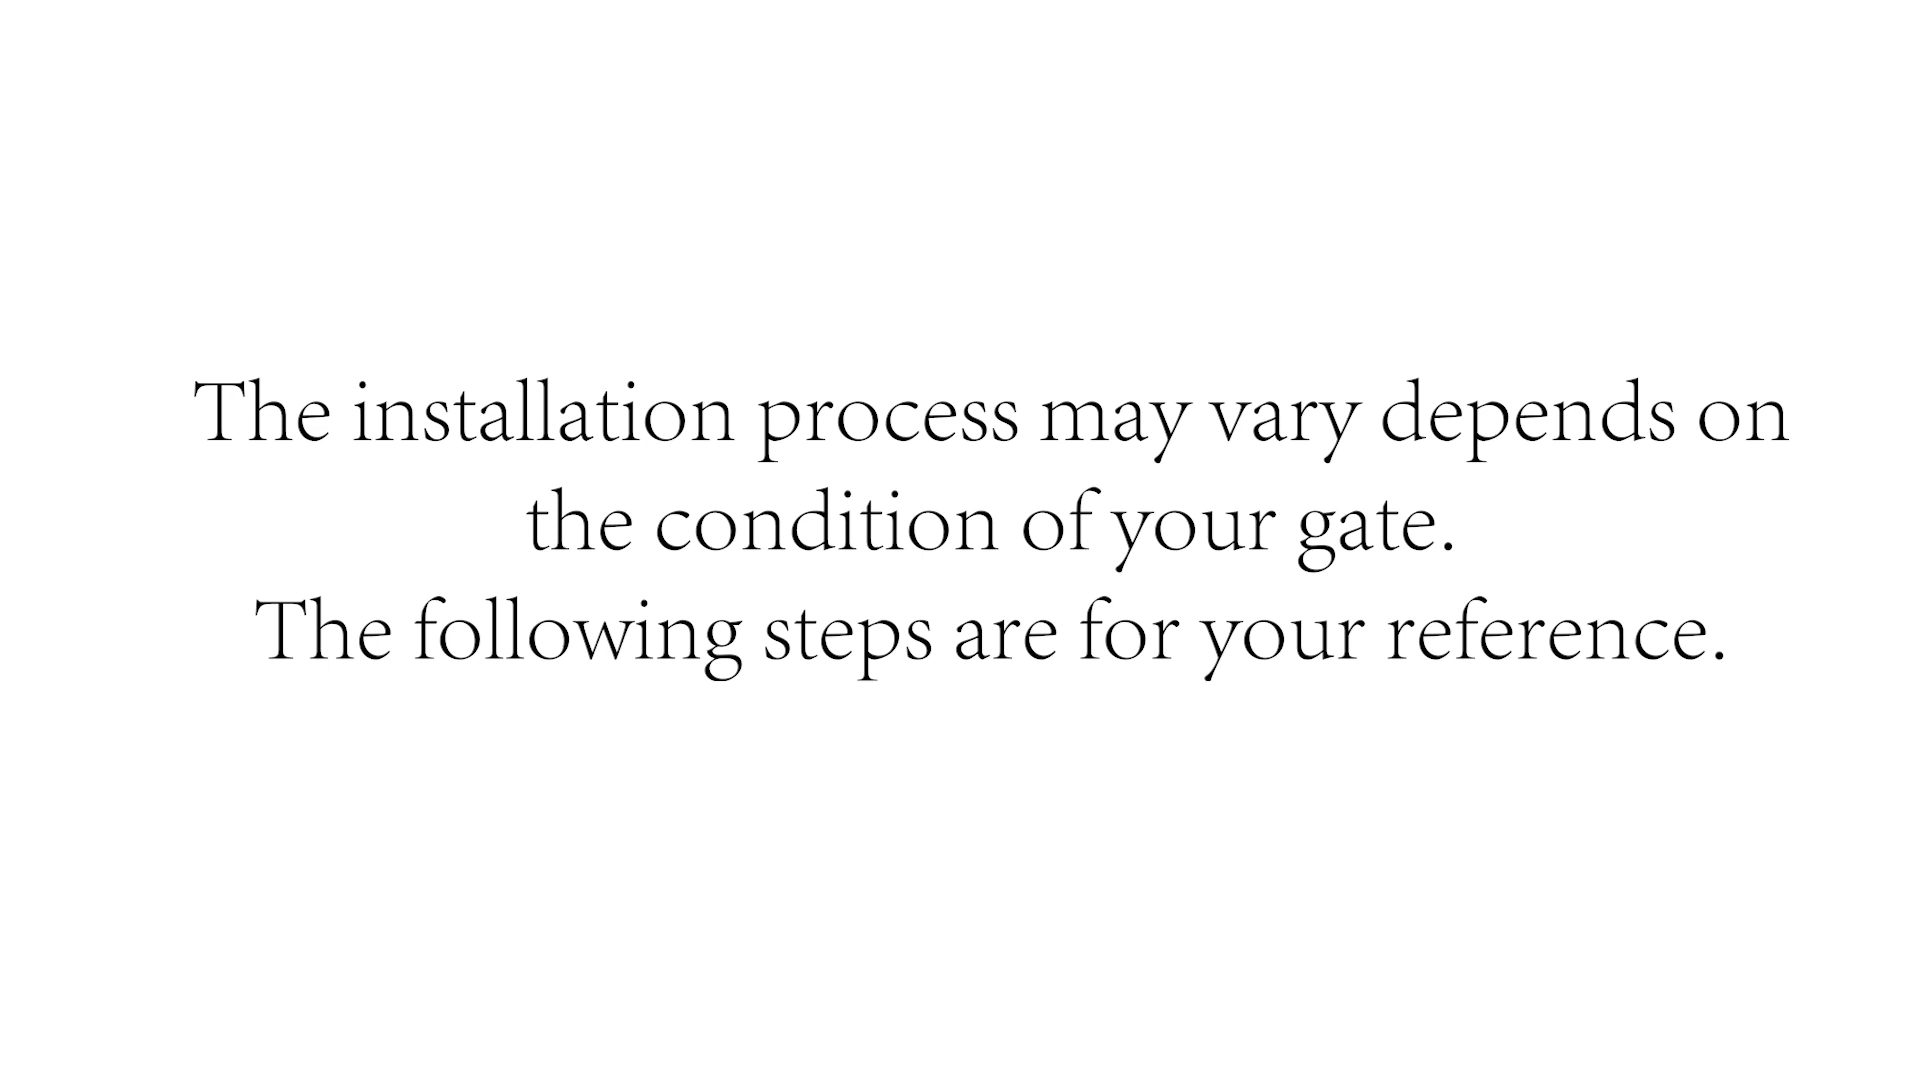 The installation process may vary depends on
the condition of your gate.
The following steps are for your reference.